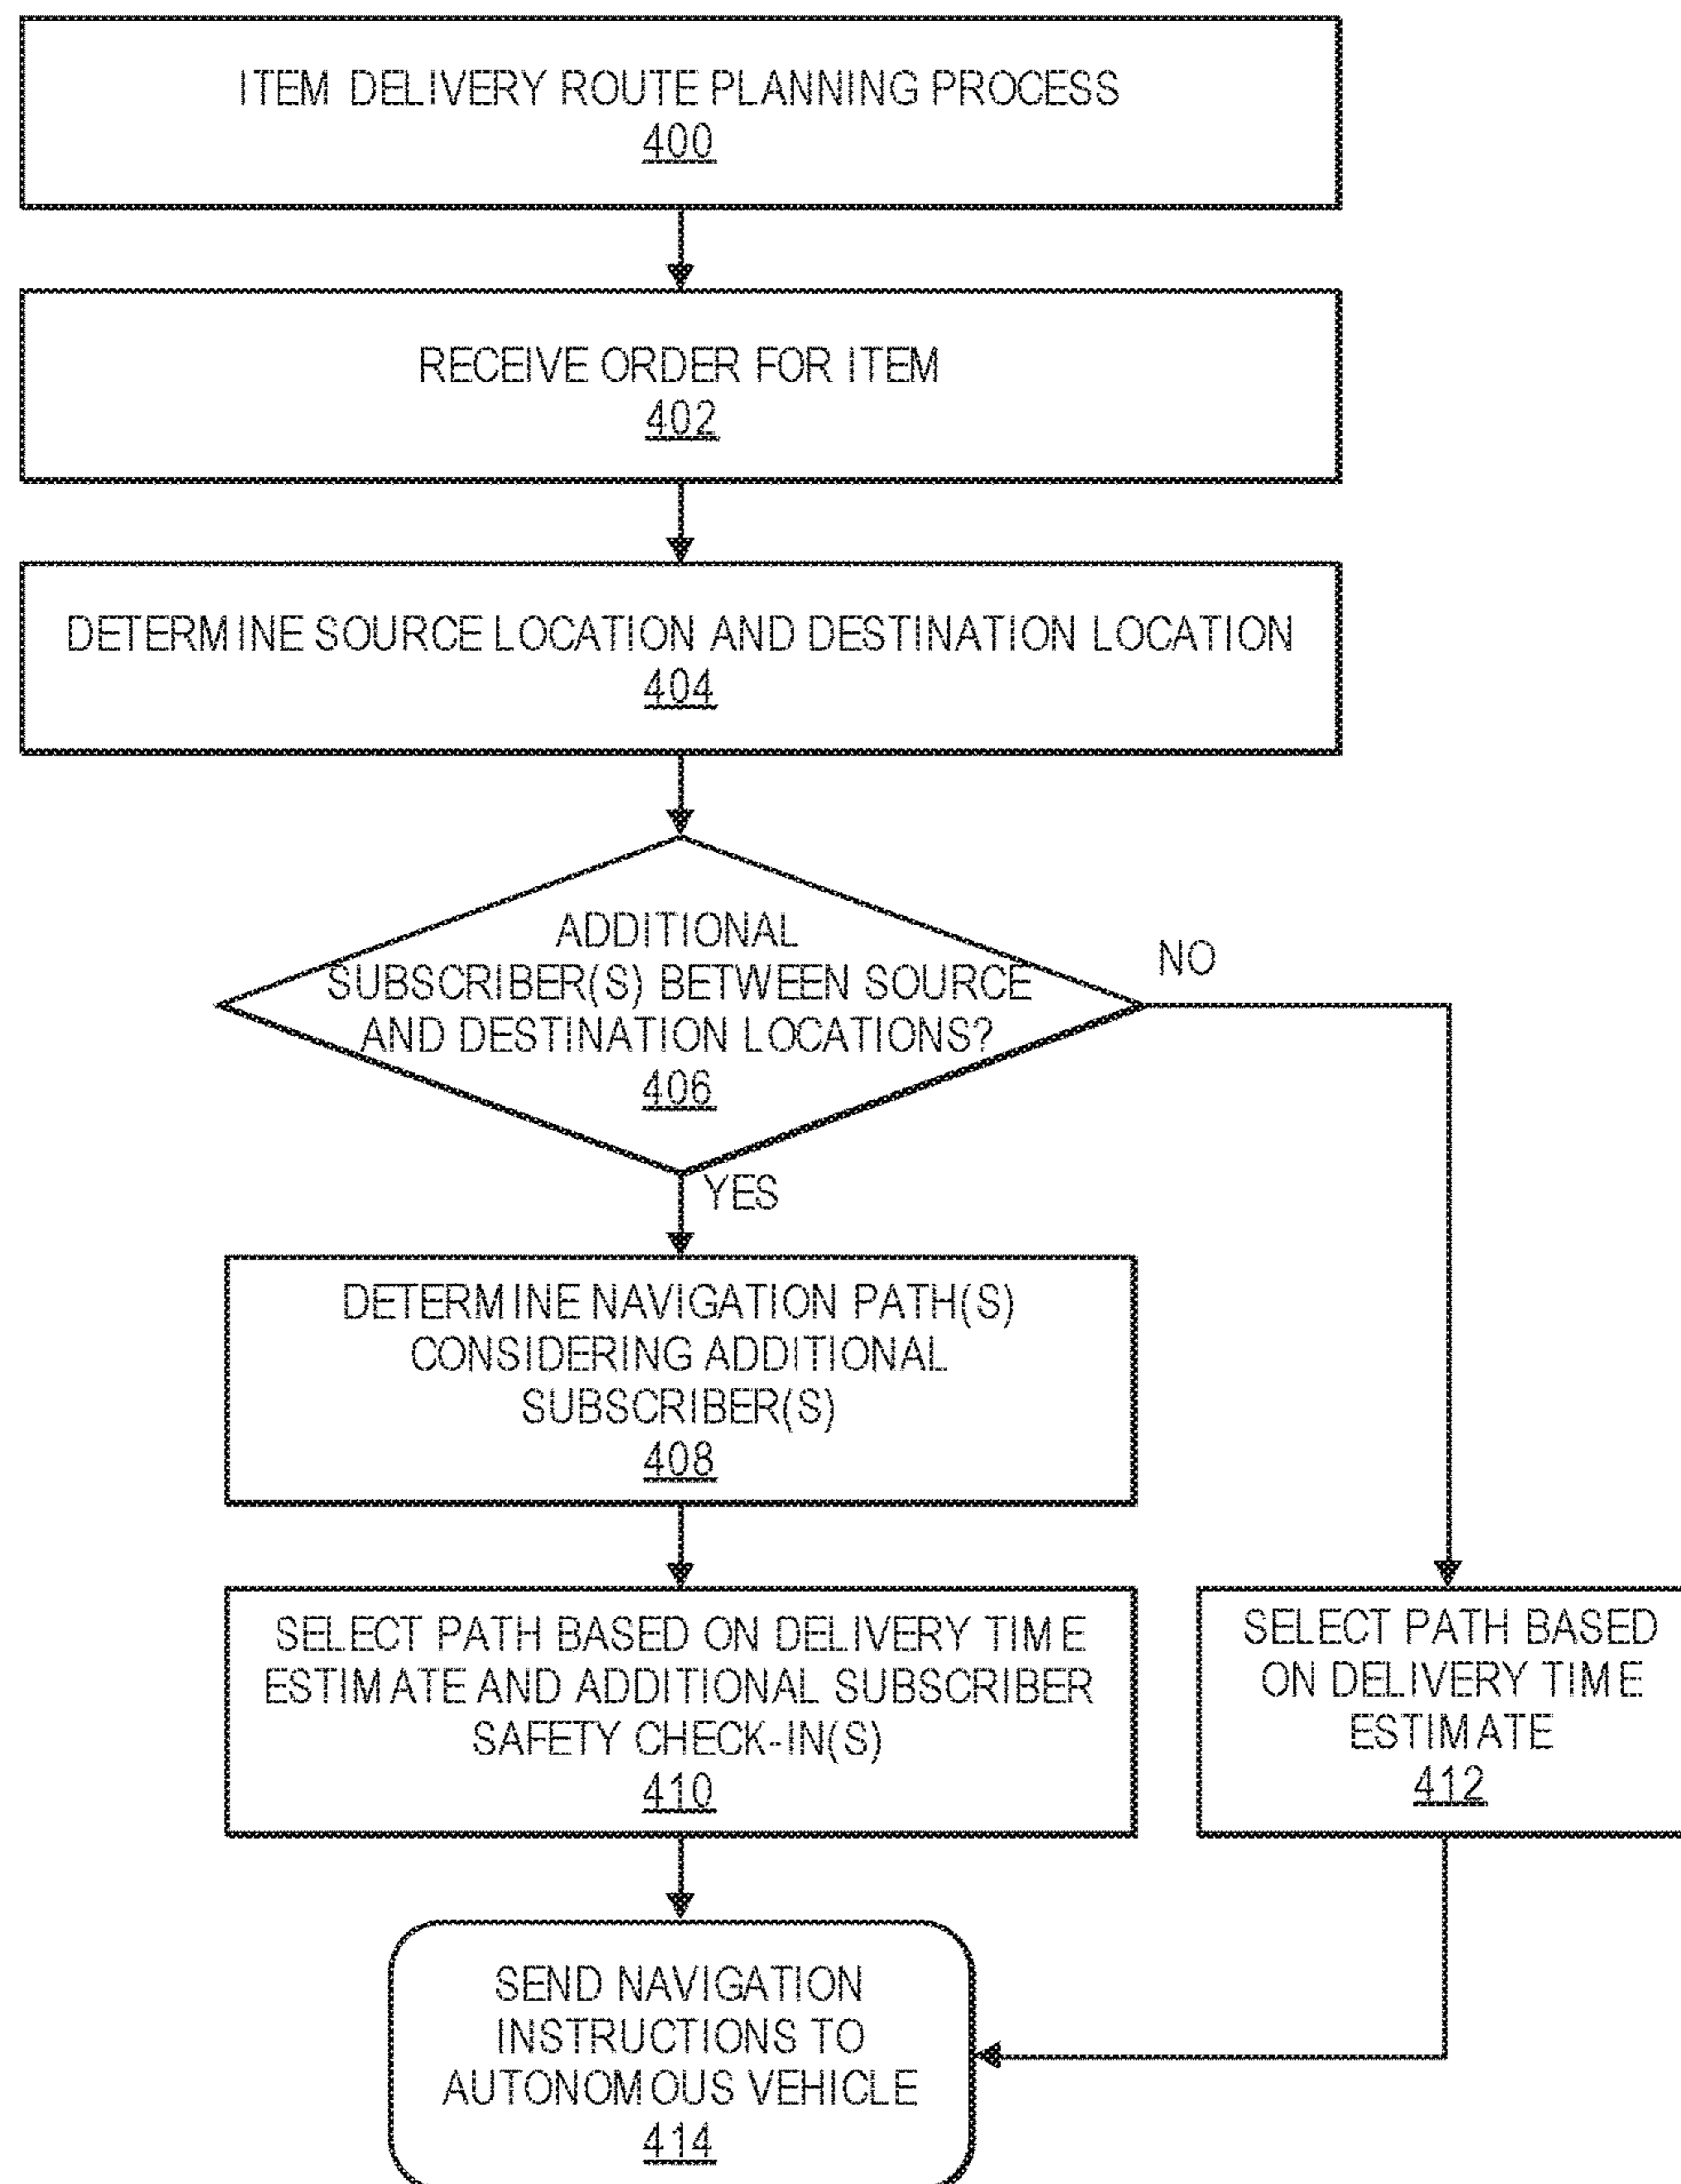 ITEM DELIVERY ROUTE PLANNING PROCESS
400
RECEIVE ORDER FOR ITEM
402
DETERMINE SOURCE LOCATION AND DESTINATION LOCATION
404
ADDITIONAL
SUBSCRIBER(S) BETWEEN SOURCE
AND DESTINATION LOCATIONS?
406
NO
YES
DETERMINE NAVIGATION PATH(S)
CONSIDERING ADDITIONAL
SUBSCRIBER(S)
408
SELECT PATH BASED ON DELIVERY TIME
ESTIMATE AND ADDITIONAL SUBSCRIBER
SAFETY CHECK-IN(S)
410
SELECT PATH BASED
ON DELIVERY TIME
ESTIMATE
412
SEND NAVIGATION
INSTRUCTIONS TO
AUTONOMOUS VEHICLE
414